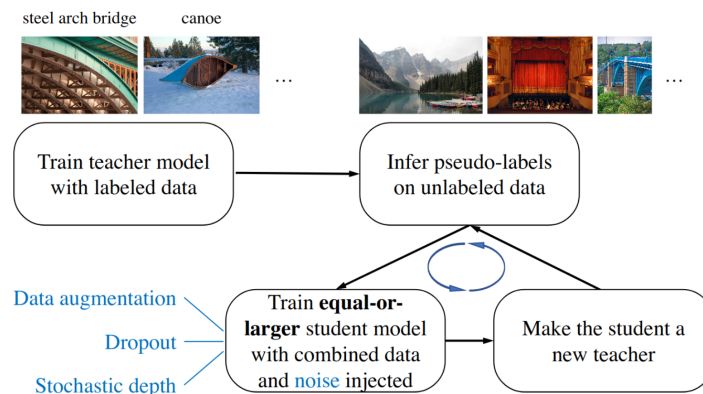 steel arch bridge
canoe
...
...
Train teacher model
with labeled data
Infer pseudo-labels
on unlabeled data
Data augmentation
Dropout
Stochastic depth
Train equal-or-
larger student model
with combined data
and noise injected
Make the student a
new teacher